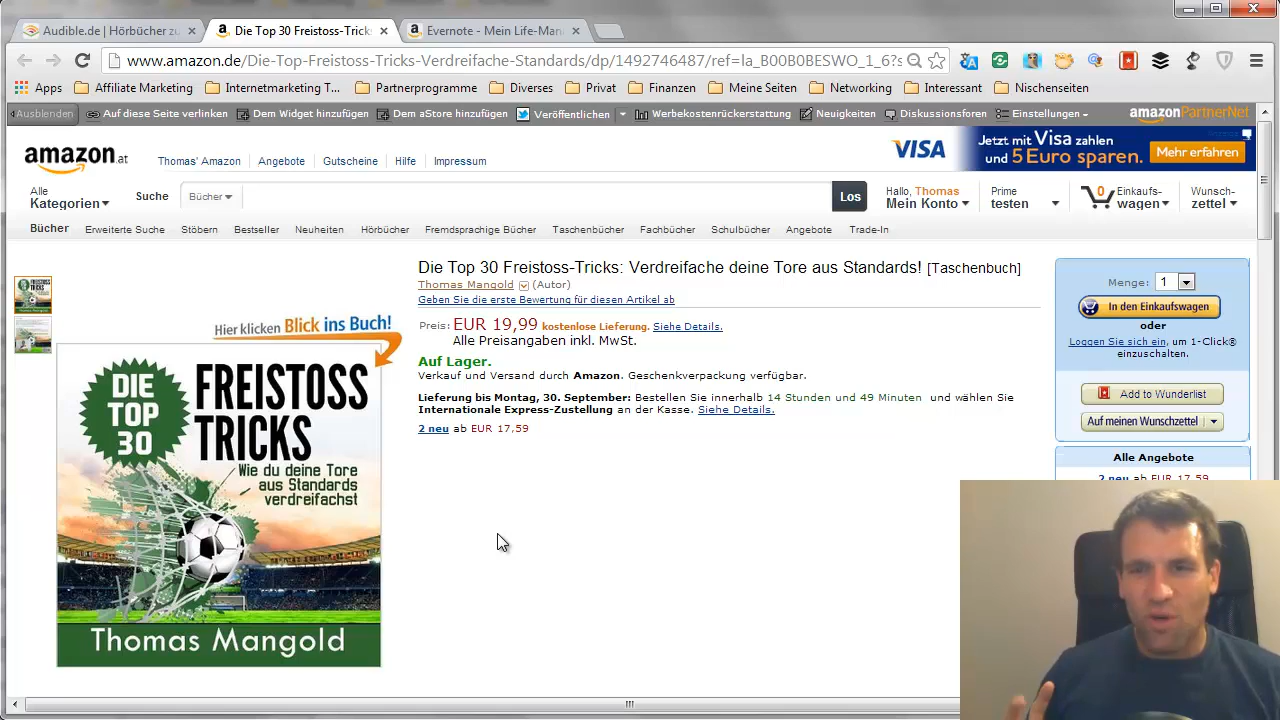 Audible.de | Hörbücher zu
Die Top 30 Freistoss-Trick
Evernote - Mein Life-Man
www.amazon.de/Die-Top-Freistoss-Tricks-Verdreifache-Standards/dp/1492746487/ref=la_B00B0BESWO_1_6?s
Apps
Affiliate Marketing
Internetmarketing T...
Partnerprogramme
Diverses
Privat
Finanzen
Meine Seiten
Networking
Interessant
Nischenseiten
Ausblenden
Auf diese Seite verlinken
Dem Widget hinzufügen
Dem aStore hinzufügen
Veröffentlichen
Werbekostenrückerstattung
Neuigkeiten
Diskussionsforen
Einstellungen
amazonPartnerNet
amazon.at
Thomas' Amazon
Angebote
Gutscheine
Hilfe
Impressum
VISA
Jetzt mit Visa zahlen
und 5 Euro sparen.
Mehr erfahren
Alle
Kategorien
Suche
Bücher
Los
Hallo, Thomas
Mein Konto
Prime
testen
0
Einkaufs-
wagen
Wunsch-
zettel
Bücher
Erweiterte Suche
Stöbern
Bestseller
Neuheiten
Hörbücher
Fremdsprachige Bücher
Taschenbücher
Fachbücher
Schulbücher
Angebote
Trade-In
Hier klicken Blick ins Buch!
DIE
TOP
30
FREISTOSS
TRICKS
Wie du deine Tore
aus Standards
verdreifachst
Thomas Mangold
Die Top 30 Freistoss-Tricks: Verdreifache deine Tore aus Standards! [Taschenbuch]
Thomas Mangold (Autor)
Geben Sie die erste Bewertung für diesen Artikel ab
Preis: EUR 19,99 kostenlose Lieferung. Siehe Details.
Alle Preisangaben inkl. MwSt.
Auf Lager.
Verkauf und Versand durch Amazon. Geschenkverpackung verfügbar.
Lieferung bis Montag, 30. September: Bestellen Sie innerhalb 14 Stunden und 49 Minuten und wählen Sie
Internationale Express-Zustellung an der Kasse. Siehe Details.
2 neu ab EUR 17,59
Menge: 1
In den Einkaufswagen
oder
Loggen Sie sich ein, um 1-Click®
einzuschalten.
Add to Wunderlist
Auf meinen Wunschzettel
Alle Angebote
2 neu ab EUR 17,59